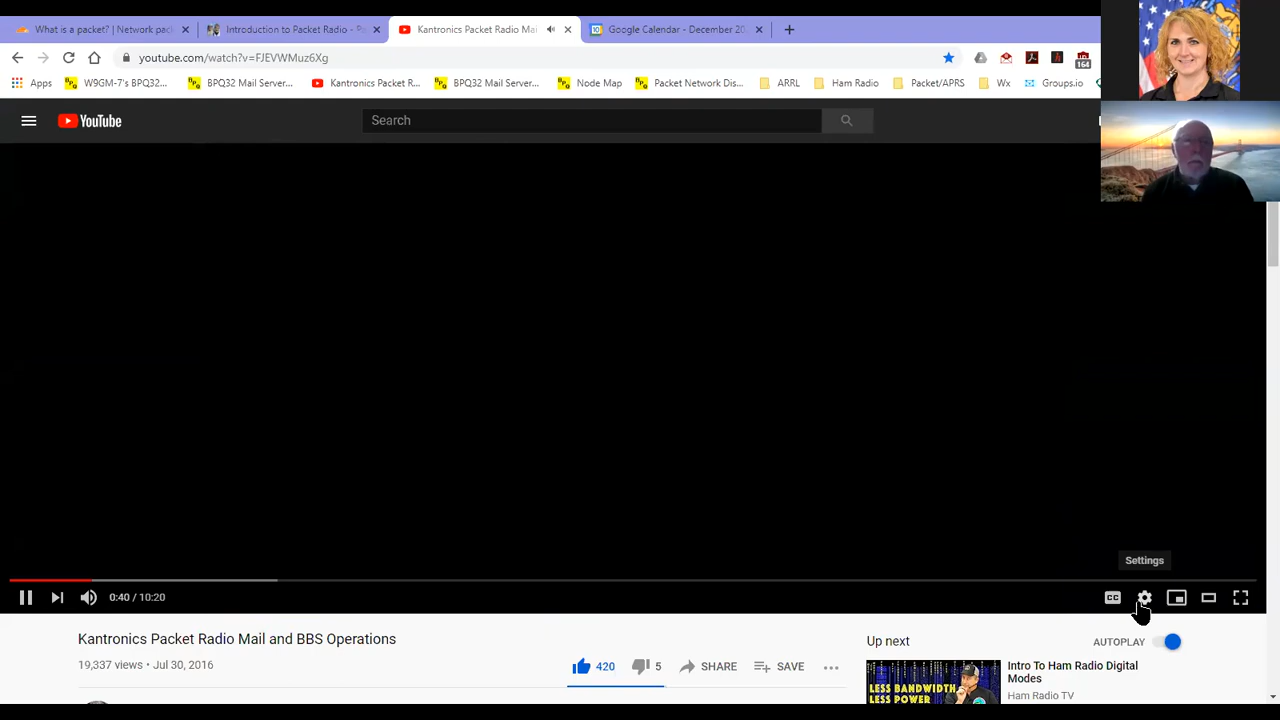 What is a packet? | Network pack
Introduction to Packet Radio - Pa
Kantronics Packet Radio Mai
Google Calendar - December 20
youtube.com/watch?v=FJEVWMuz6Xg
164
Apps
W9GM-7's BPQ32...
BPQ32 Mail Server...
Kantronics Packet R...
BPQ32 Mail Server...
Node Map
Packet Network Dis...
ARRL
Ham Radio
Packet/APRS
Wx
Groups.io
YouTube
Search
Settings
0:40 / 10:20
CC
Kantronics Packet Radio Mail and BBS Operations
19,337 views • Jul 30, 2016
420
5
SHARE
SAVE
Up next
AUTOPLAY
LESS BANDWIDTH
LESS POWER
Intro To Ham Radio Digital
Modes
Ham Radio TV